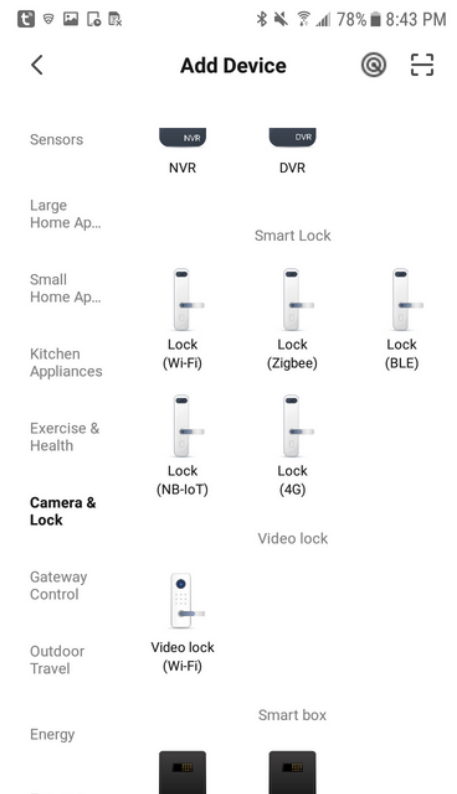 78% 8:43 PM
Add Device
Sensors
NVR
DVR
NVR
DVR
Large
Home Ap...
Smart Lock
Small
Home Ap...
Lock
(Wi-Fi)
Lock
(Zigbee)
Lock
(BLE)
Kitchen
Appliances
Exercise &
Health
Lock
(NB-IoT)
Lock
(4G)
Camera &
Lock
Video lock
Gateway
Control
Video lock
(Wi-Fi)
Outdoor
Travel
Smart box
Energy